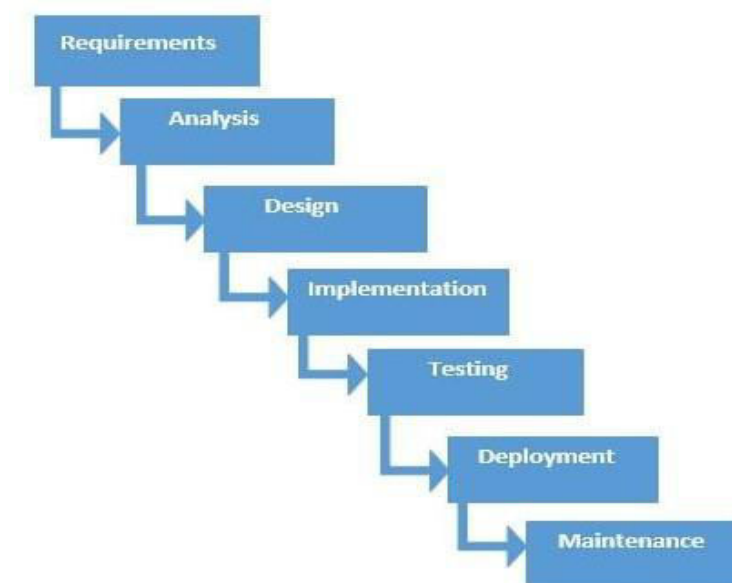 Requirements
Analysis
Design
Implementation
Testing
Deployment
Maintenance